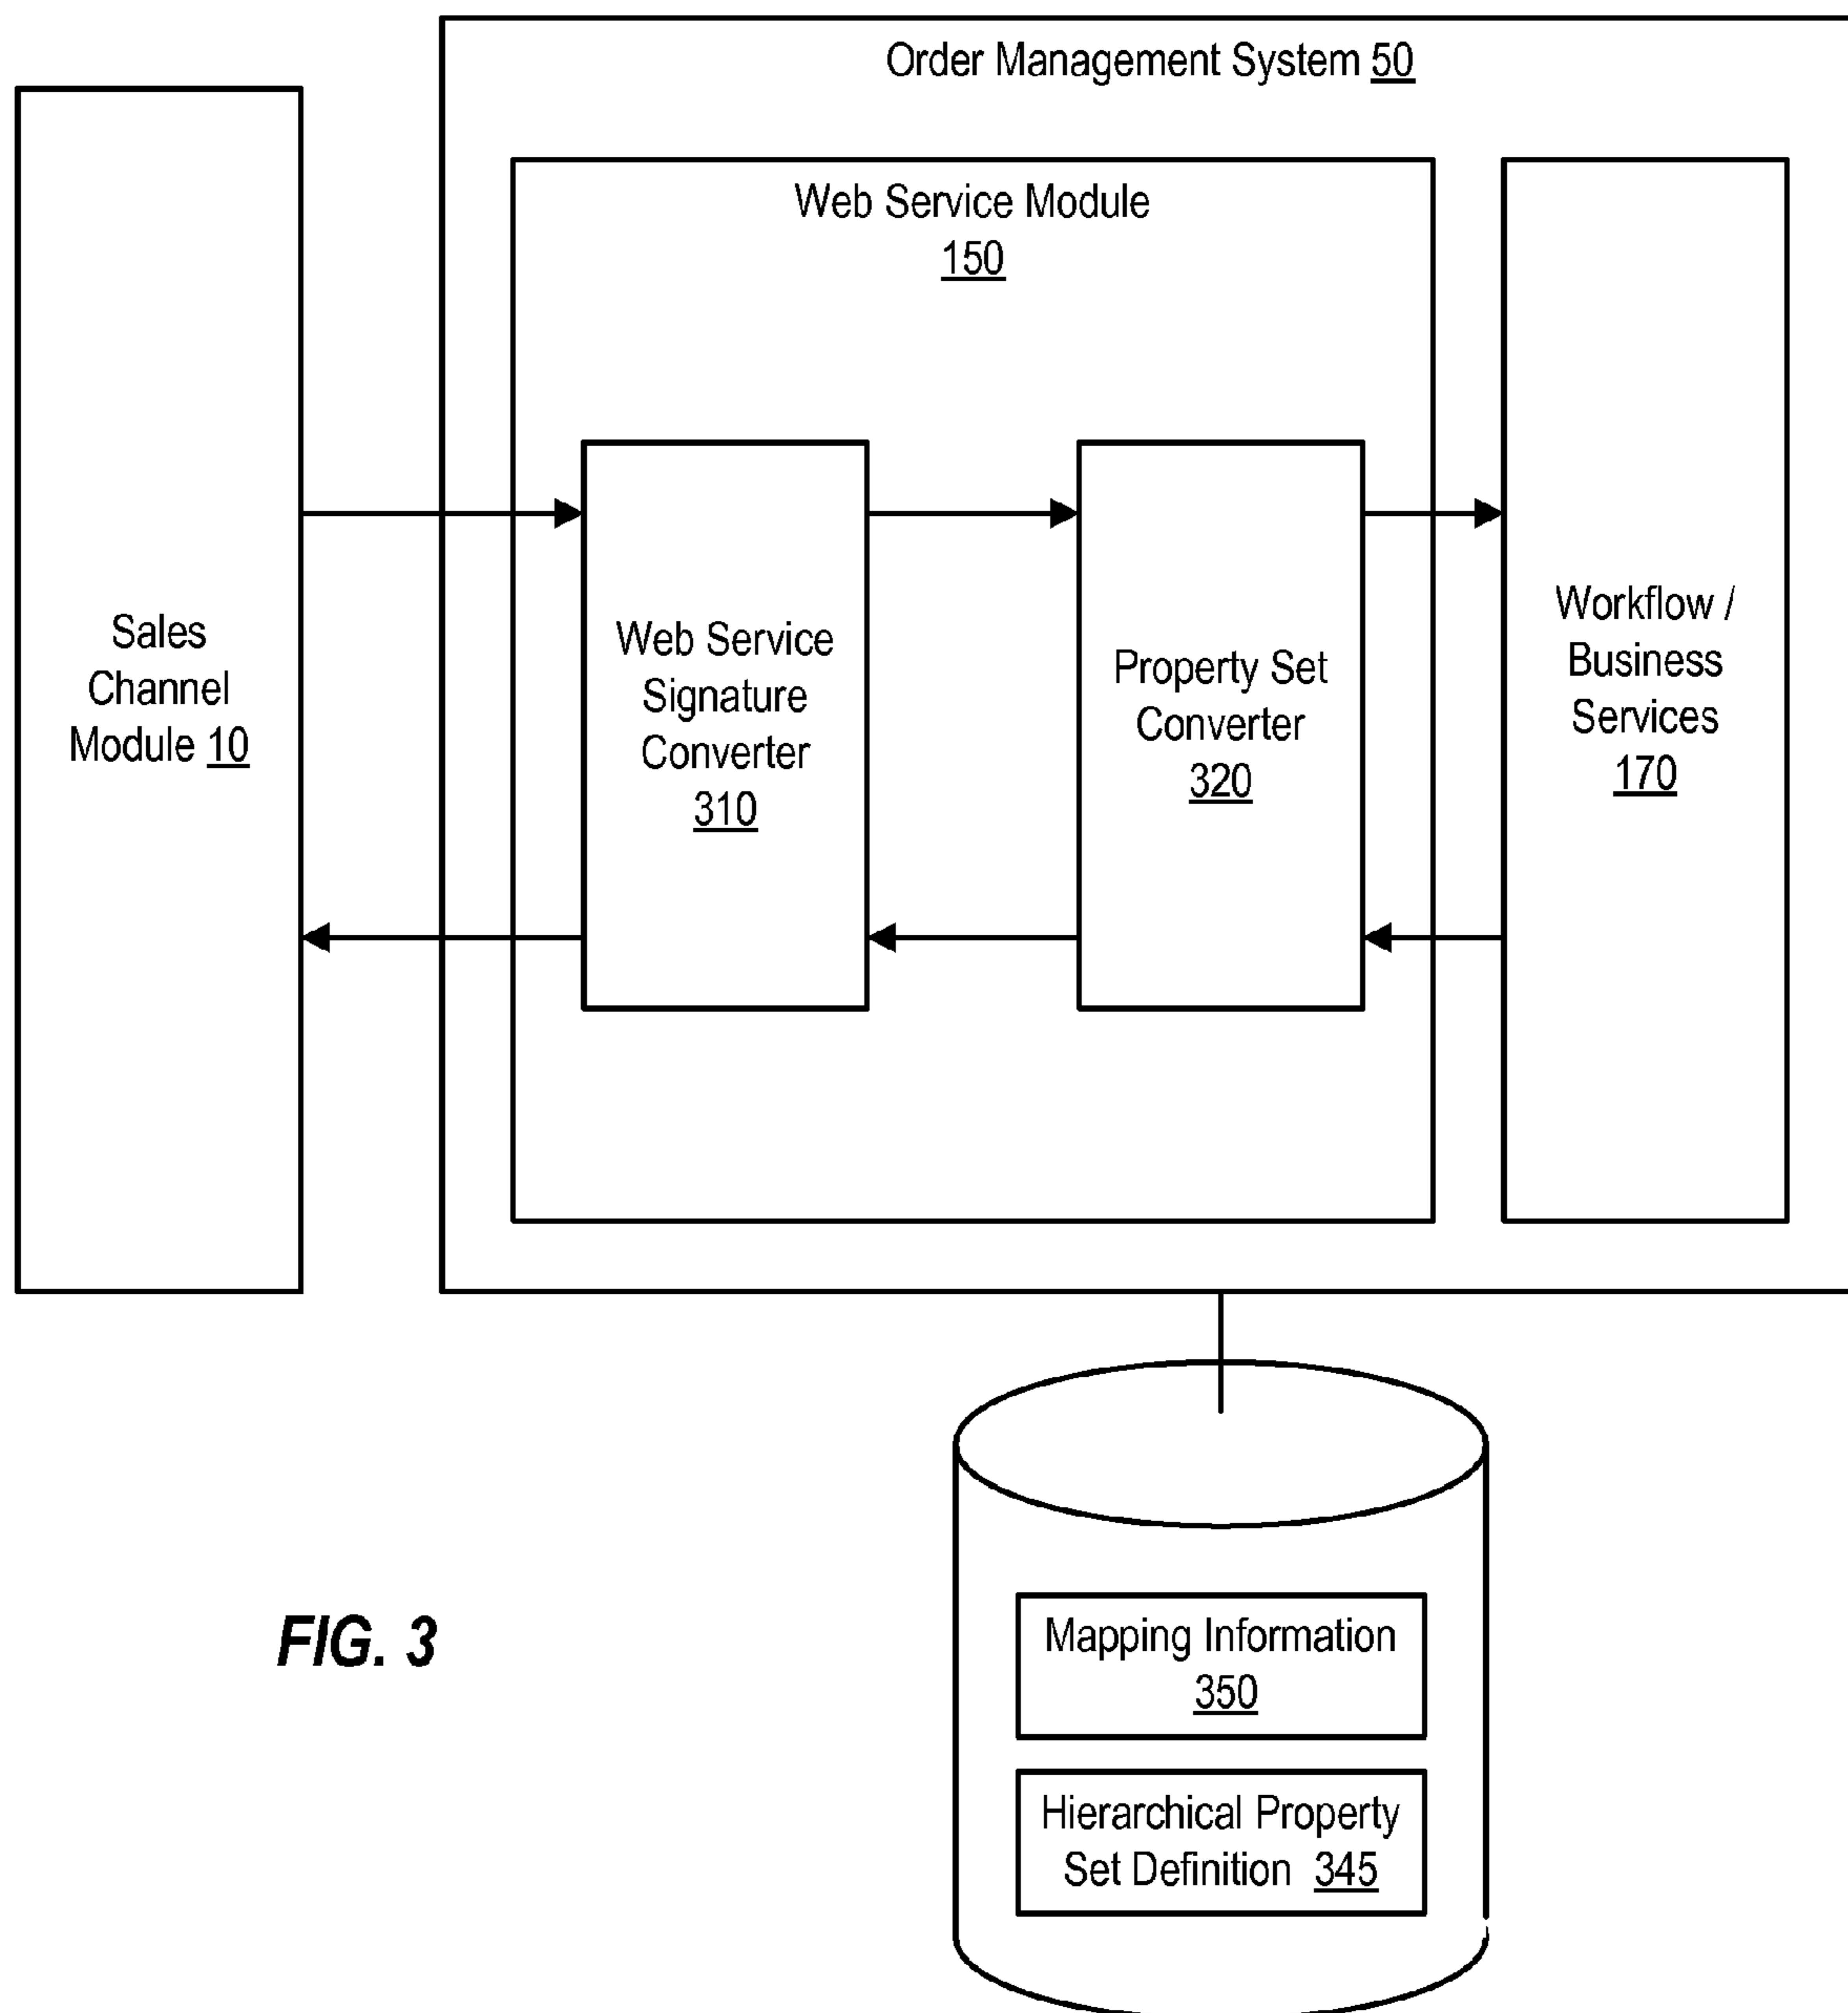 Order Management System 50
Web Service Module
150
Sales
Channel
Module 10
Web Service
Signature
Converter
310
Property Set
Converter
320
Workflow /
Business
Services
170
FIG. 3
Mapping Information
350
Hierarchical Property
Set Definition 345